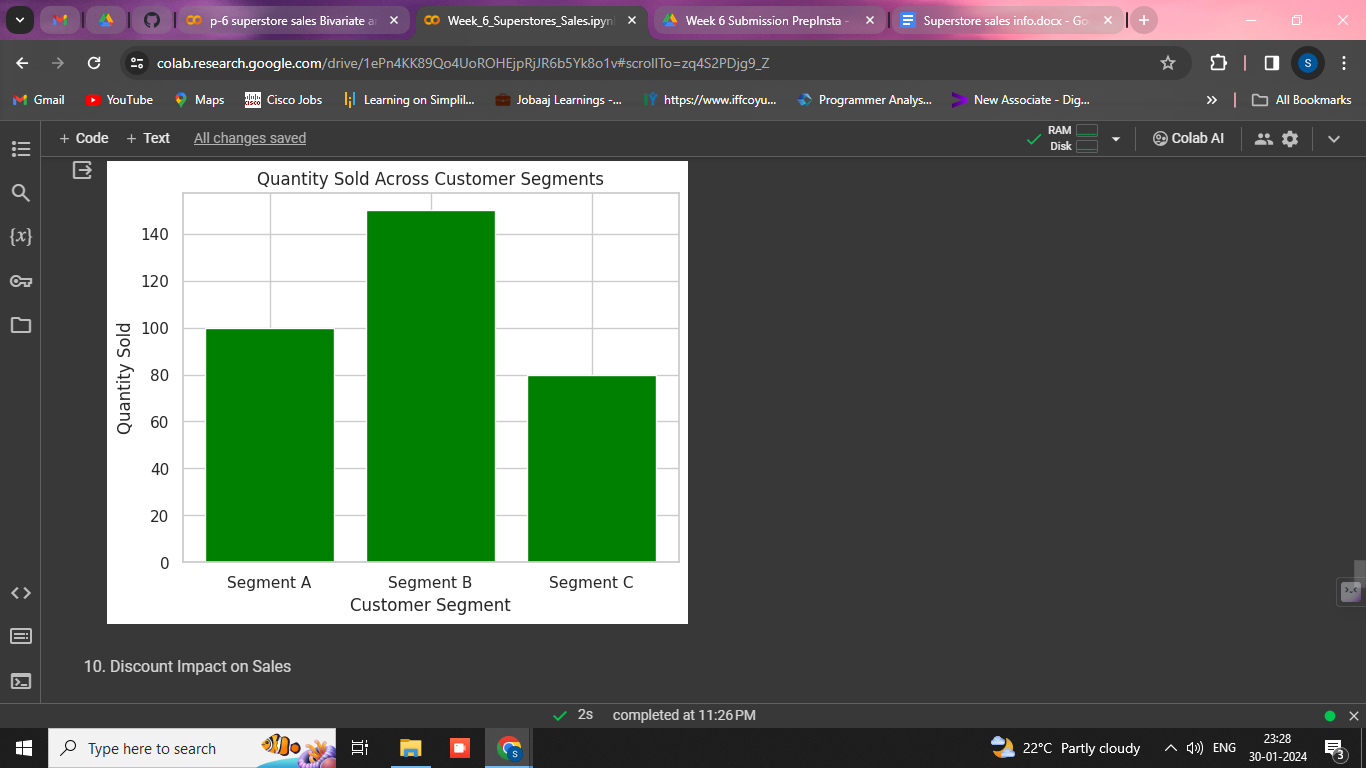 p-6 superstore sales Bivariate a
Week_6_Superstores_Sales.ipyn
Week 6 Submission PrepInsta -
Superstore sales info.docx - Go
colab.research.google.com/drive/1ePn4KK89Qo4UoROHEjpRjJR6b5Yk8o1v#scrollTo=zq4S2PDjg9_Z
S
Gmail
YouTube
Maps
Cisco Jobs
Learning on Simplil...
Jobaaj Learnings -...
https://www.iffcoyu...
Programmer Analys...
New Associate - Dig...
»
All Bookmarks
+ Code + Text All changes saved
RAM
Disk
Colab AI
{x}
Quantity Sold Across Customer Segments
140
120
100
80
60
40
20
0
Quantity Sold
Segment A Segment B Segment C
Customer Segment
10. Discount Impact on Sales
2s completed at 11:26 PM
Type here to search
22°C Partly cloudy
ENG
23:28
30-01-2024
3